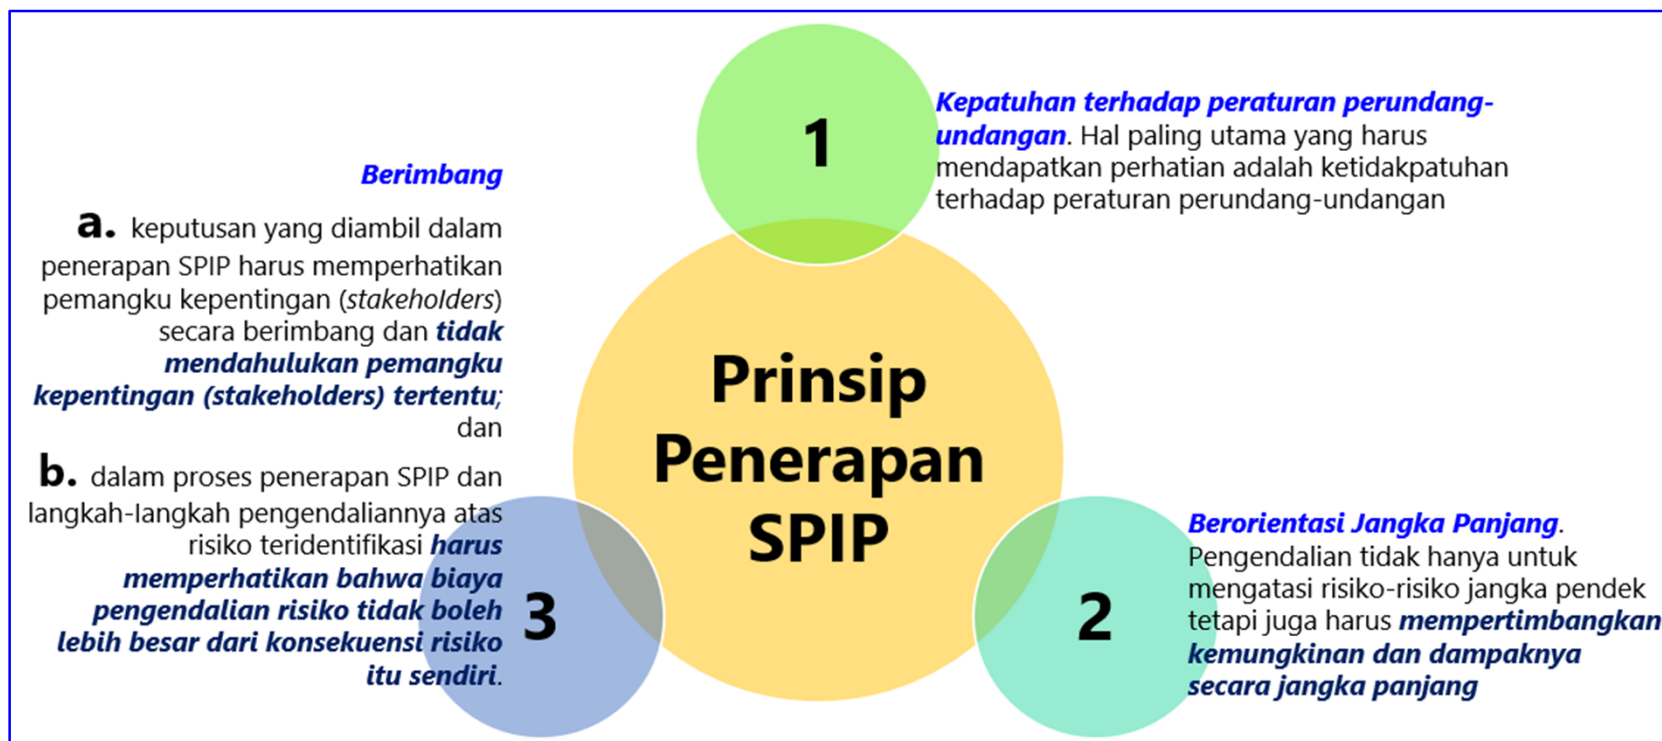 1
Kepatuhan terhadap peraturan perundang-
undangan. Hal paling utama yang harus
mendapatkan perhatian adalah ketidakpatuhan
terhadap peraturan perundang-undangan
Prinsip
Penerapan
SPIP
2
Berorientasi Jangka Panjang.
Pengendalian tidak hanya untuk
mengatasi risiko-risiko jangka pendek
tetapi juga harus mempertimbangkan
kemungkinan dan dampaknya
secara jangka panjang
3
Berimbang
a. keputusan yang diambil dalam
penerapan SPIP harus memperhatikan
pemangku kepentingan (stakeholders)
secara berimbang dan tidak
mendahulukan pemangku
kepentingan (stakeholders) tertentu;
dan
b. dalam proses penerapan SPIP dan
langkah-langkah pengendaliannya atas
risiko teridentifikasi harus
memperhatikan bahwa biaya
pengendalian risiko tidak boleh
lebih besar dari konsekuensi risiko
itu sendiri.